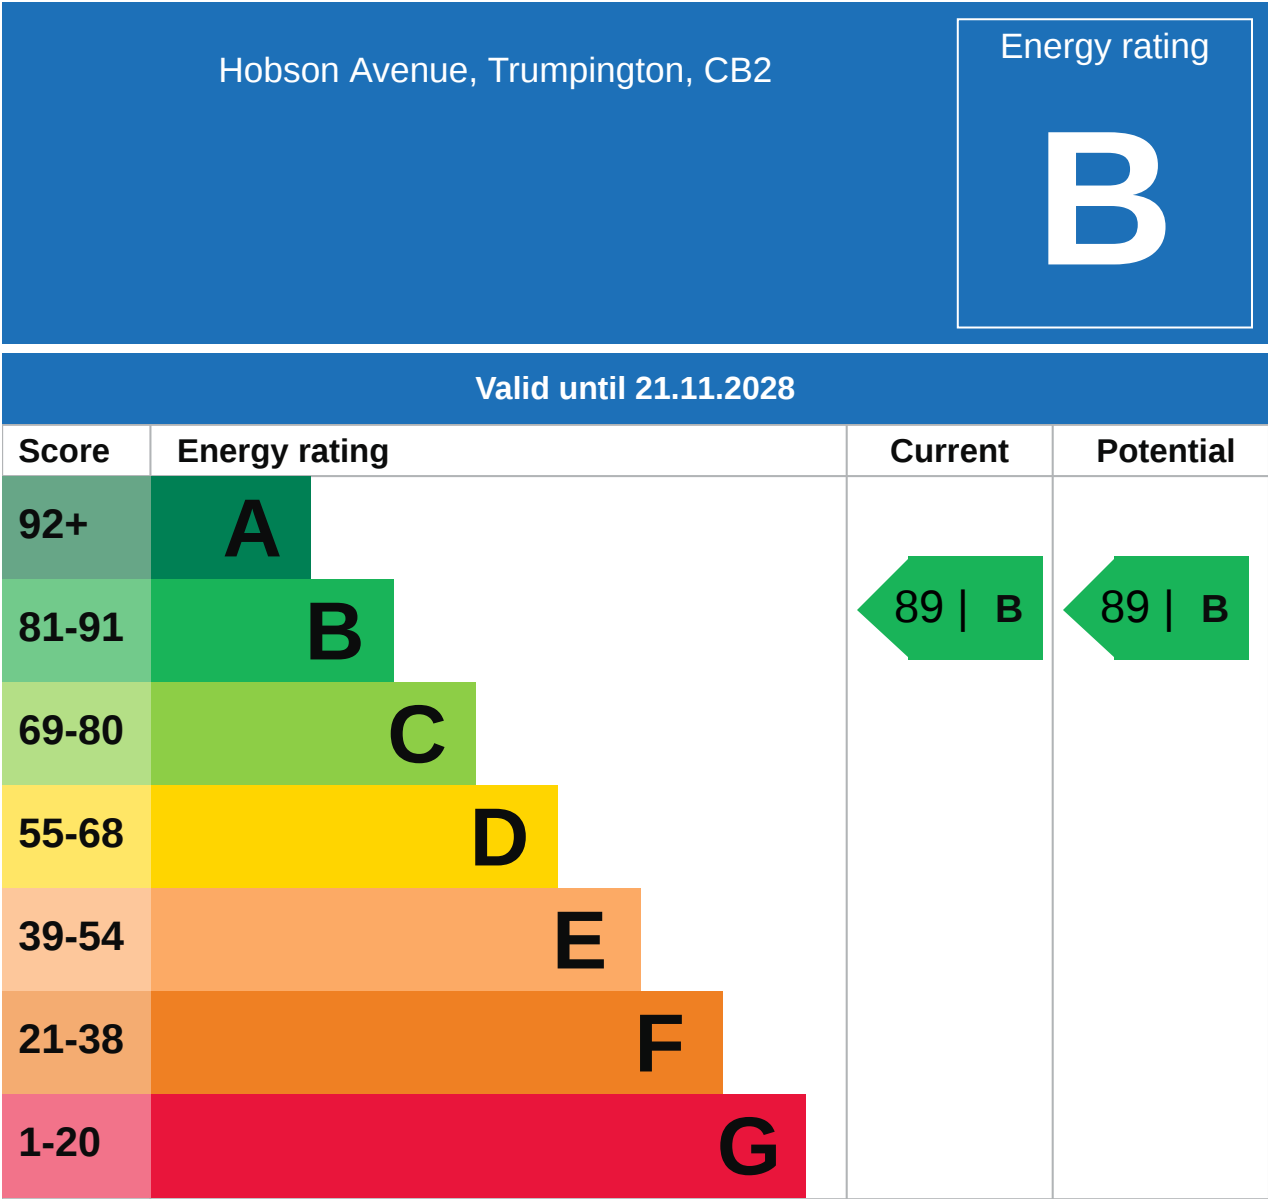 Hobson Avenue, Trumpington, CB2
Energy rating
B
Valid until 21.11.2028
Score Energy rating Current Potential
92+ A
81-91 B 89 | B 89 | B
69-80 C
55-68 D
39-54 E
21-38 F
1-20 G